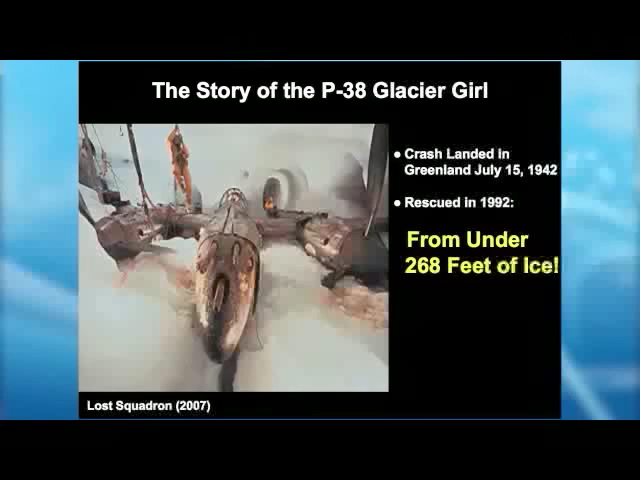 The Story of the P-38 Glacier Girl
● Crash Landed in
Greenland July 15, 1942
● Rescued in 1992:
From Under
268 Feet of Ice!
Lost Squadron (2007)